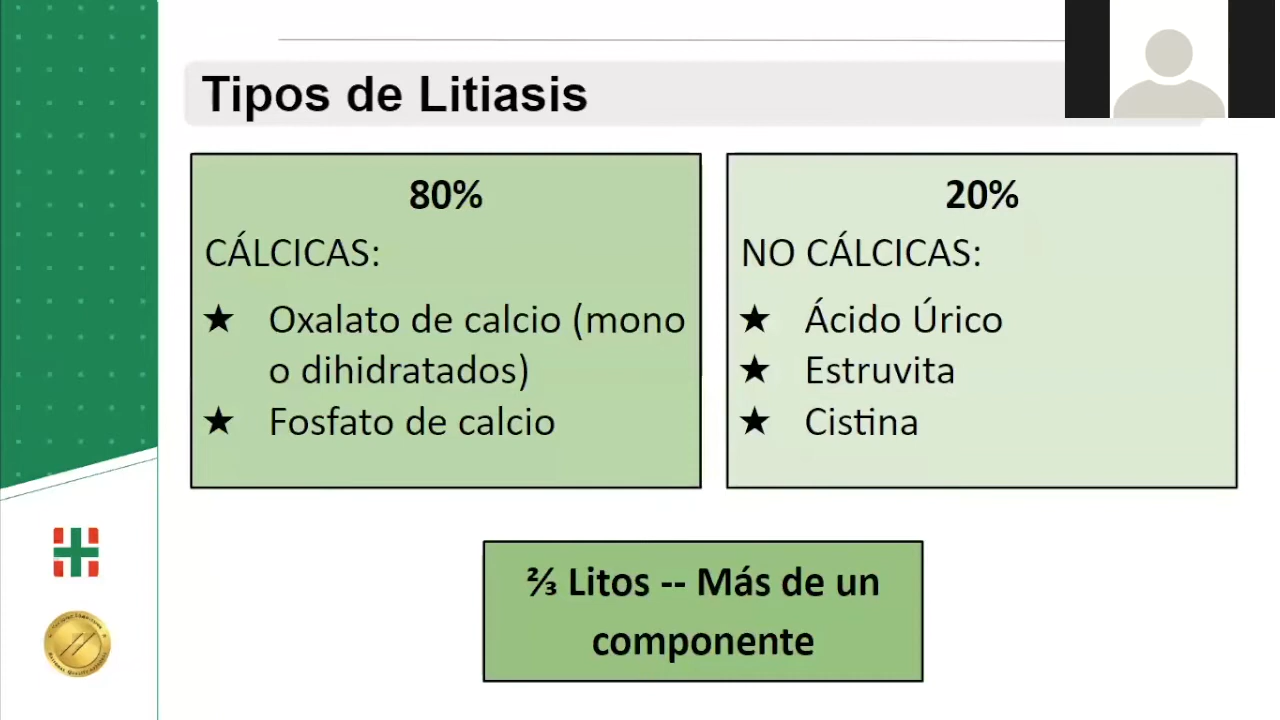 Tipos de Litiasis
80%
CÁLCICAS:
★ Oxalato de calcio (mono
o dihidratados)
★ Fosfato de calcio
20%
NO CÁLCICAS:
★ Ácido Úrico
★ Estruvita
★ Cistina
⅔ Litos -- Más de un
componente